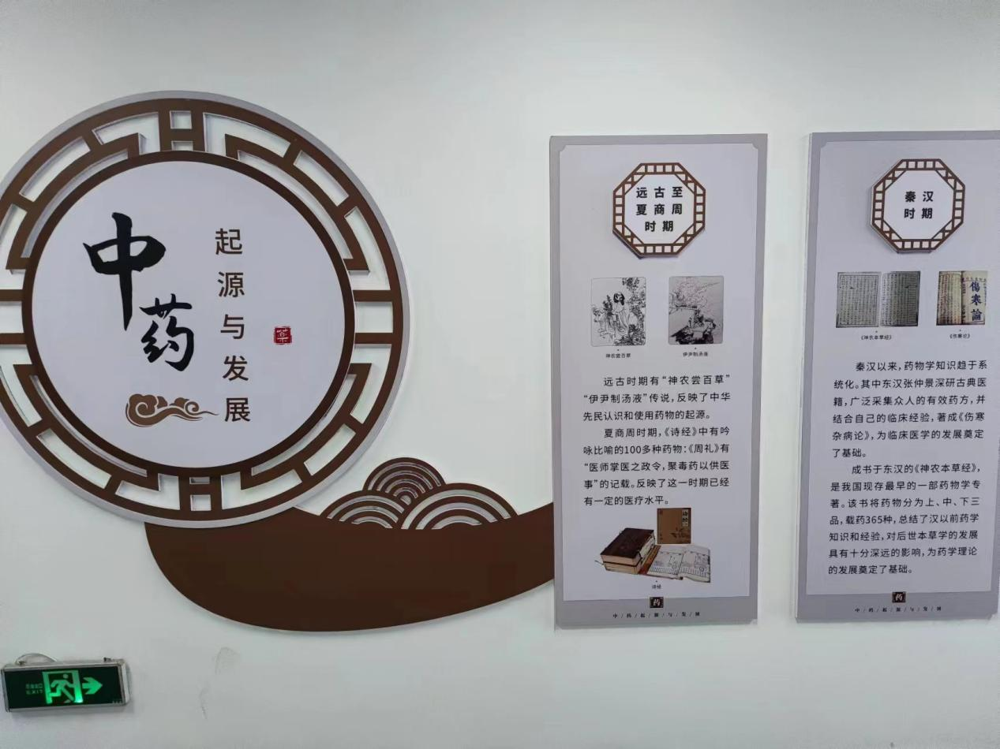 中药
起源与发展
藥
远古至
夏商周
时期
神农尝百草
伊尹制汤液
远古时期有“神农尝百草”
“伊尹制汤液”传说，反映了中华
先民认识和使用药物的起源。
夏商周时期，《诗经》中有吟
咏比喻的100多种药物；《周礼》有
“医师掌医之政令，聚毒药以供医
事”的记载。反映了这一时期已经
有一定的医疗水平。
诗经
药
中/药/起/源/与/发/展
秦汉
时期
伤寒論
《神农本草经》
《伤寒论》
秦汉以来，药物学知识趋于系
统化。其中东汉张仲景深研古典医
籍，广泛采集众人的有效药方，并
结合自己的临床经验，著成《伤寒
杂病论》，为临床医学的发展奠定
了基础。
成书于东汉的《神农本草经》，
是我国现存最早的一部药物学专
著。该书将药物分为上、中、下三
品，载药365种，总结了汉以前药学
知识和经验，对后世本草学的发展
具有十分深远的影响，为药学理论
的发展奠定了基础。
药
中/药/起/源/与/发/展